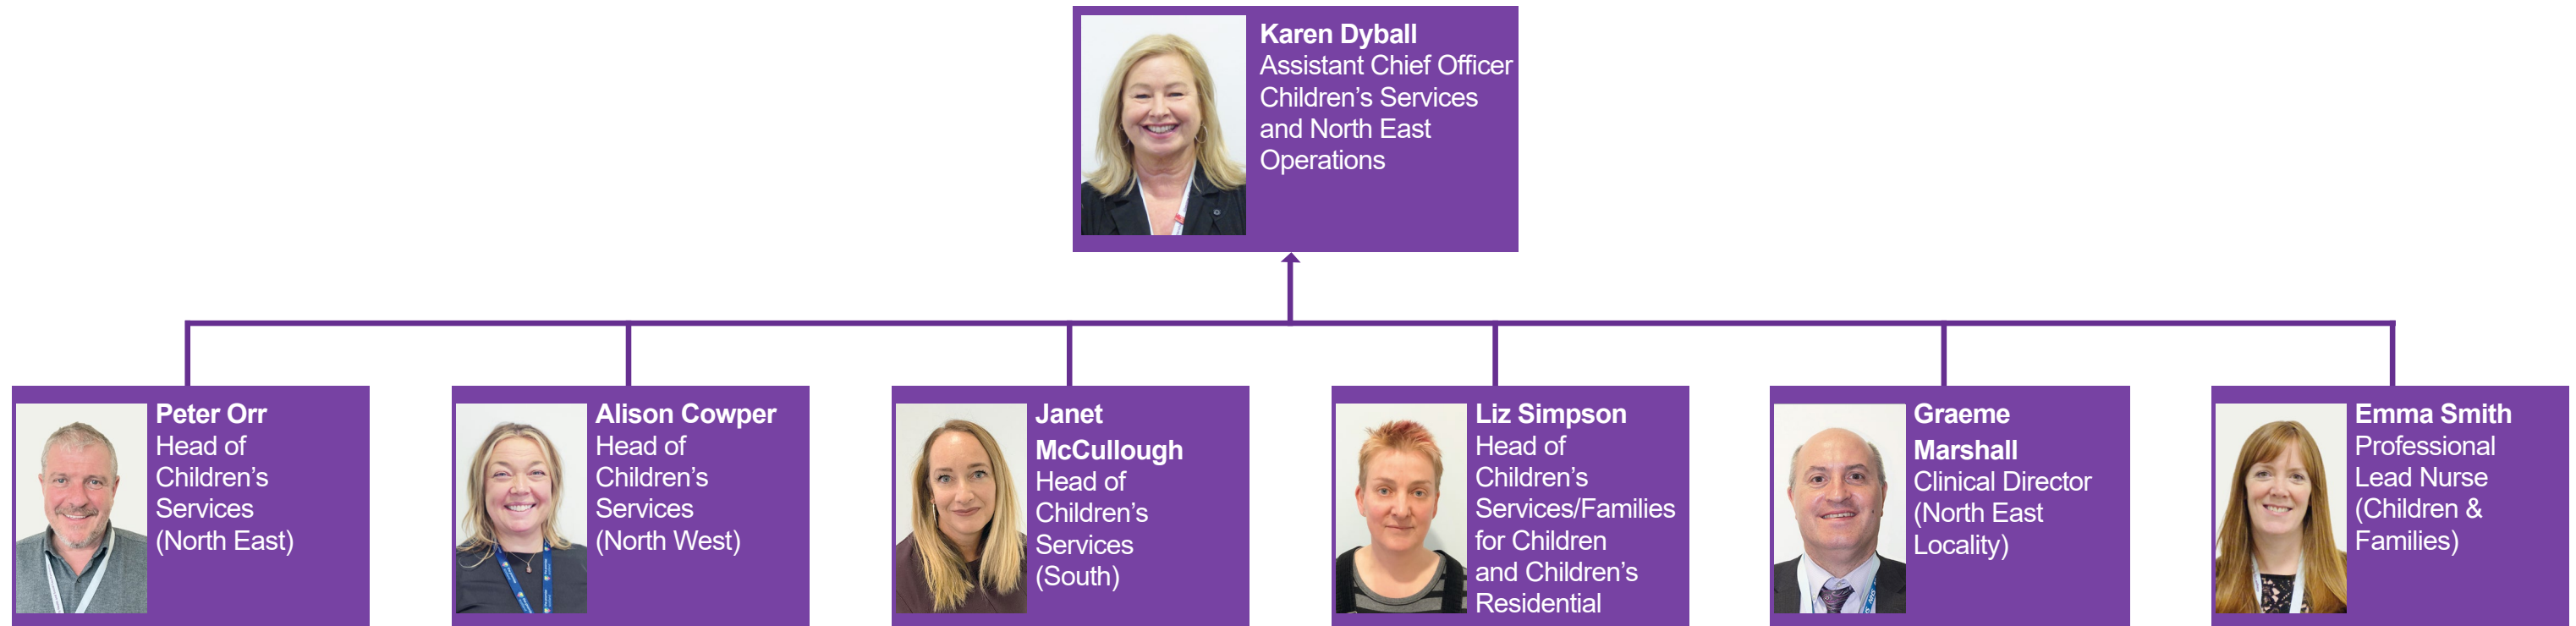 Karen Dyball
Assistant Chief Officer
Children’s Services
and North East
Operations
Peter Orr
Head of
Children’s
Services
(North East)
Alison Cowper
Head of
Children’s
Services
(North West)
Janet
McCullough
Head of
Children’s
Services
(South)
Liz Simpson
Head of
Children’s
Services/Families
for Children
and Children’s
Residential
Graeme
Marshall
Clinical Director
(North East
Locality)
Emma Smith
Professional
Lead Nurse
(Children &
Families)